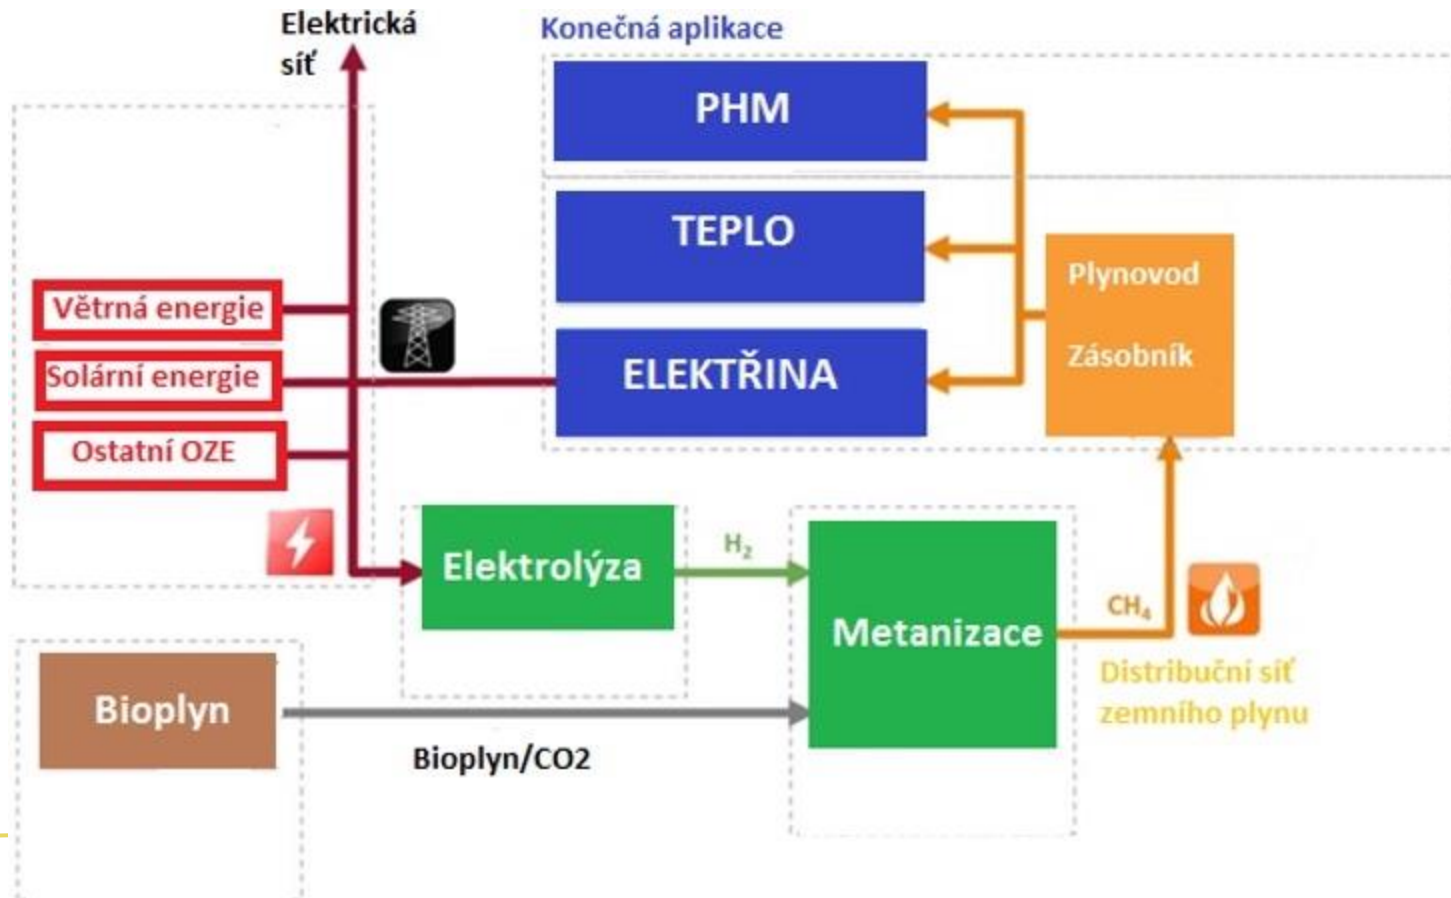 Elektrická
síť
Konečná aplikace
PHM
TEPLO
ELEKTŘINA
Plynovod
Zásobník
Větrná energie
Solární energie
Ostatní OZE
Elektrolýza
H₂
Metanizace
CH₄
Distribuční síť
zemního plynu
Bioplyn
Bioplyn/CO2